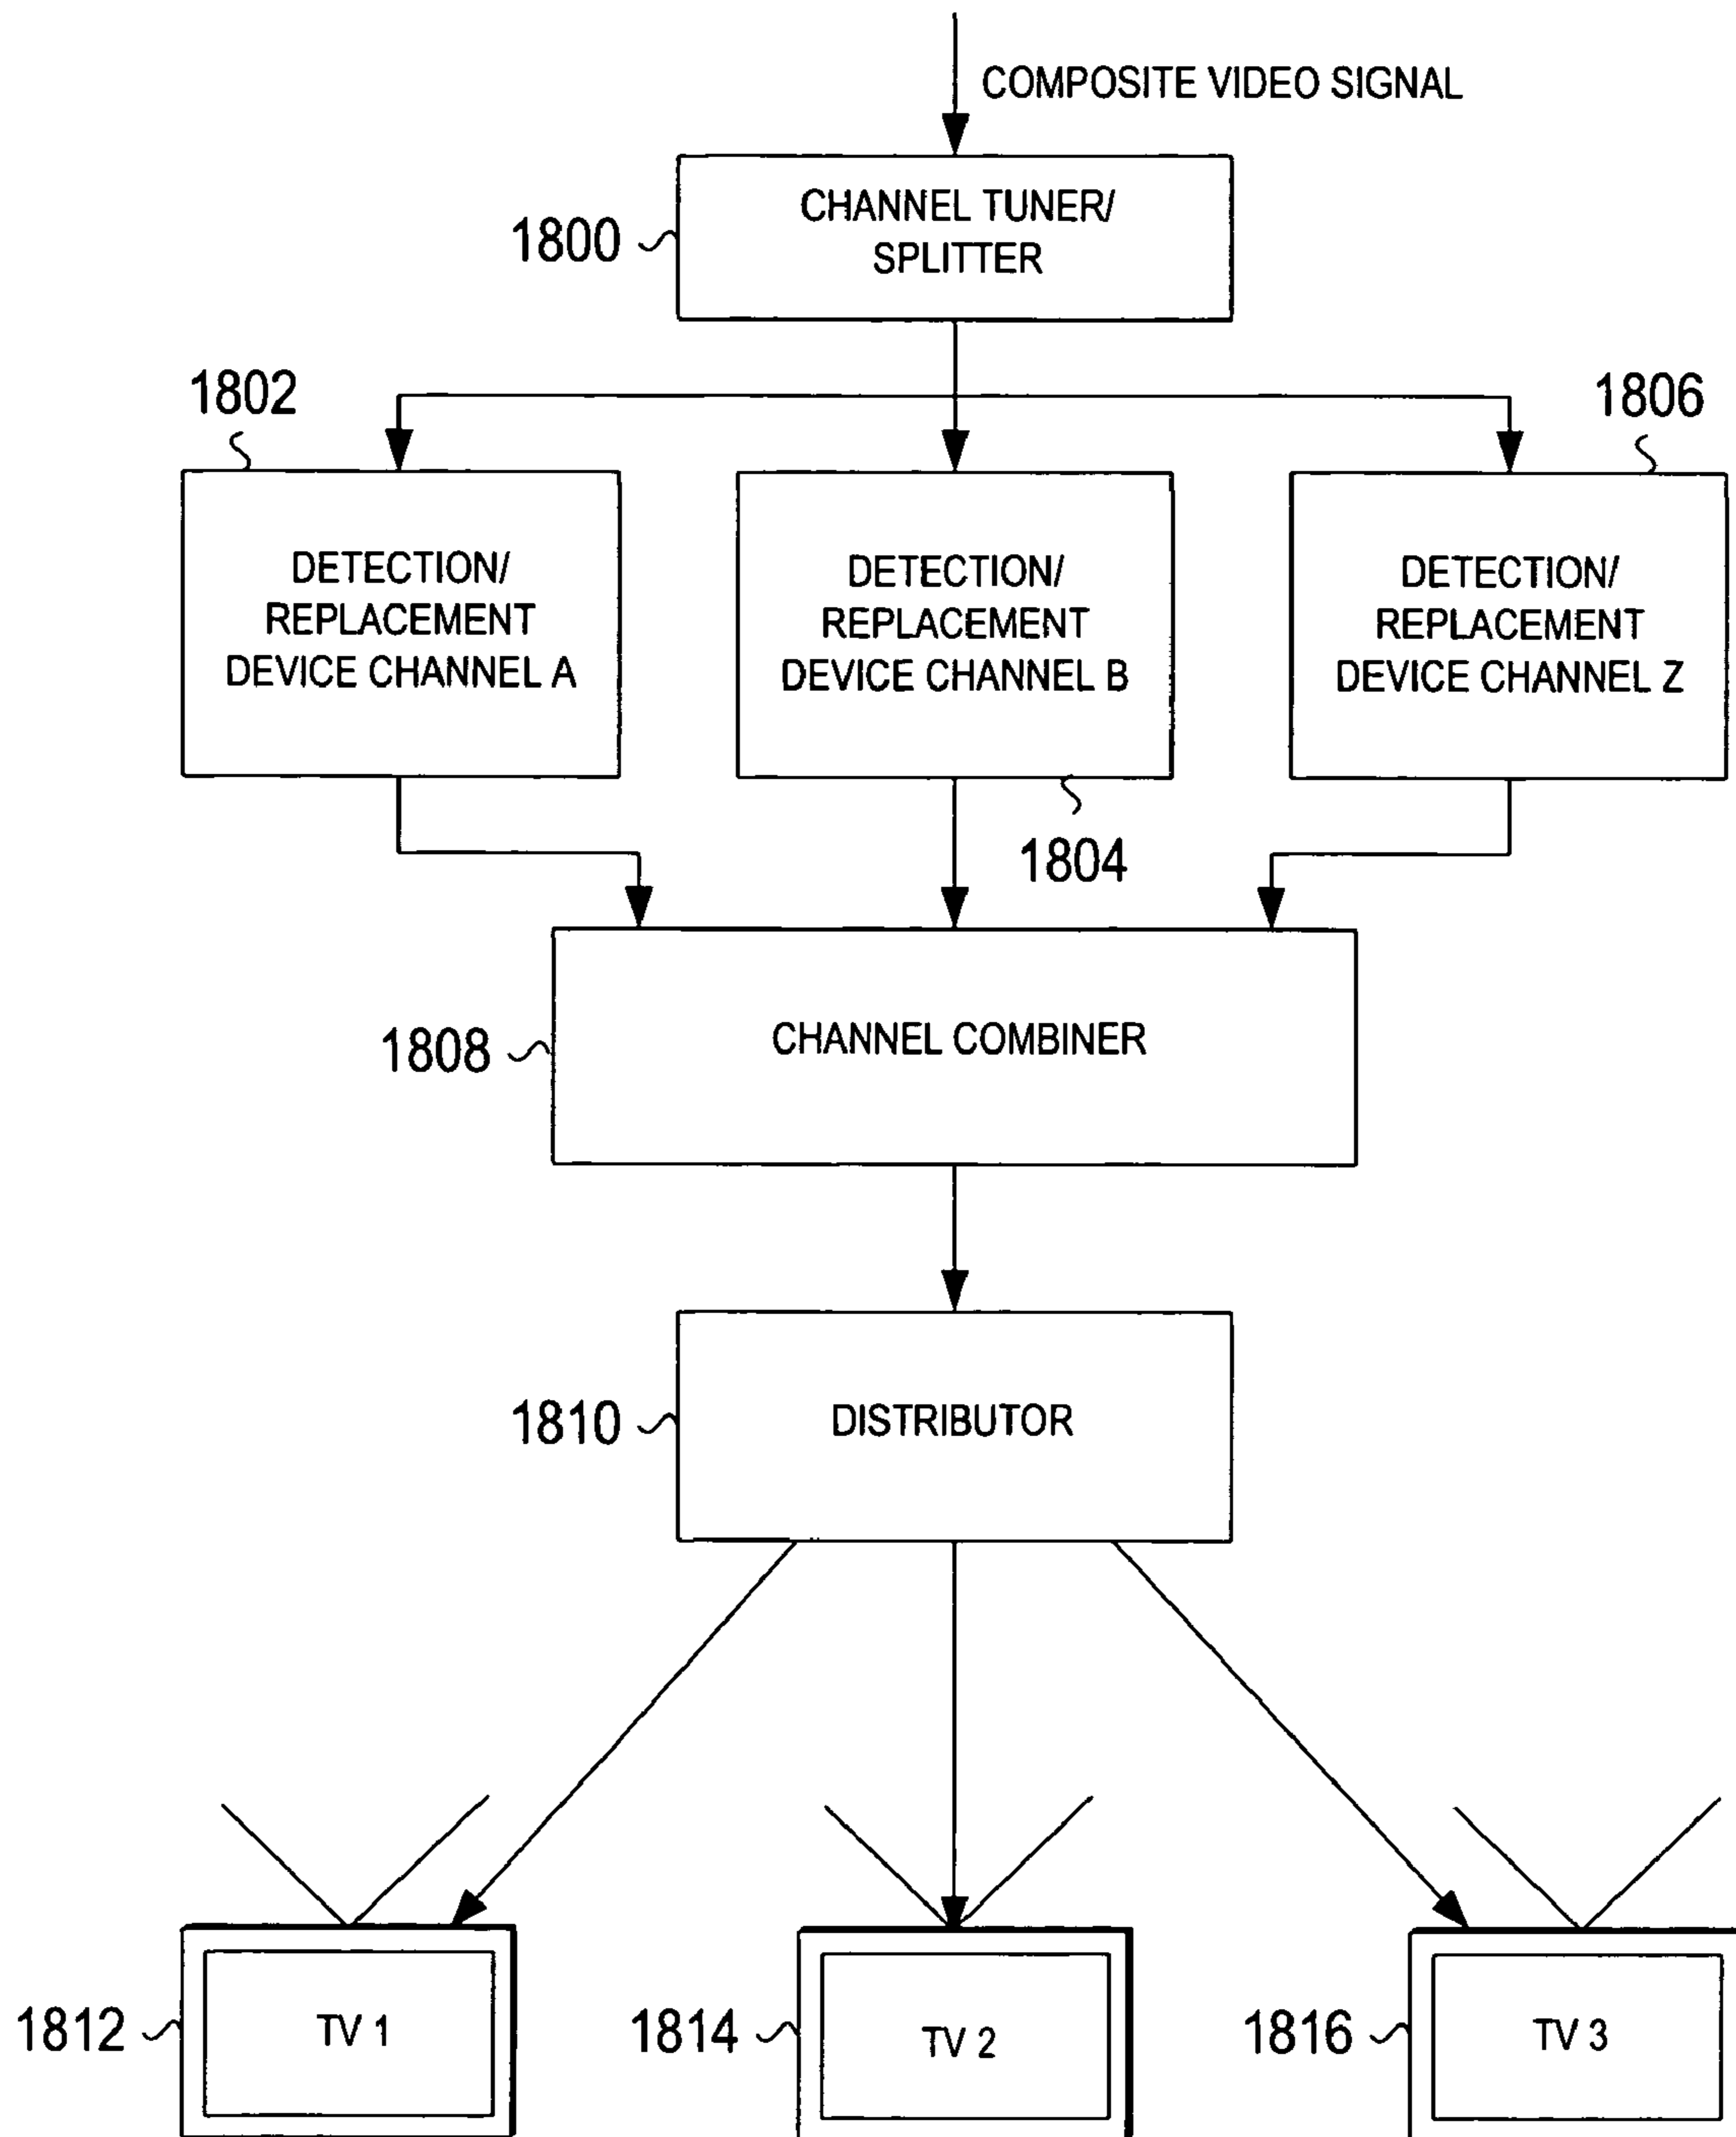 COMPOSITE VIDEO SIGNAL
CHANNEL TUNER/
SPLITTER
1800
1802
1806
DETECTION/
REPLACEMENT
DEVICE CHANNEL A
DETECTION/
REPLACEMENT
DEVICE CHANNEL B
DETECTION/
REPLACEMENT
DEVICE CHANNEL Z
1804
CHANNEL COMBINER
1808
DISTRIBUTOR
1810
1812
TV 1
1814
TV 2
1816
TV 3